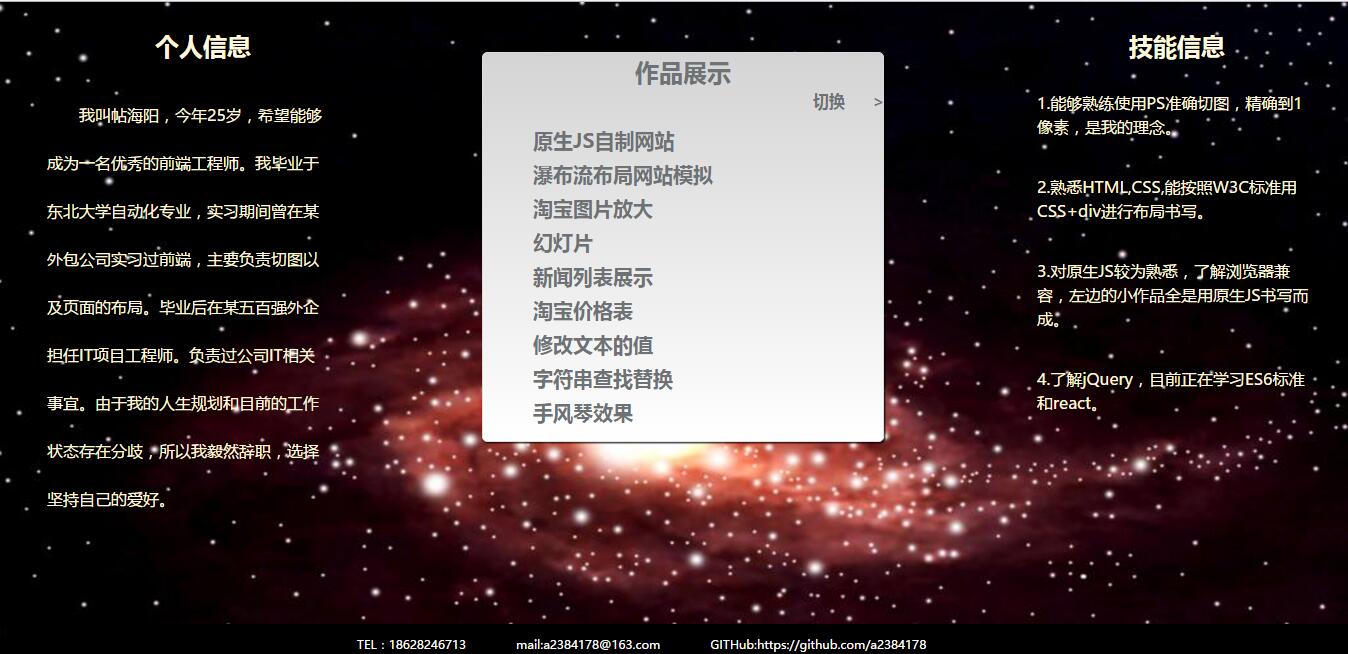 个人信息
我叫帖海阳，今年25岁，希望能够
成为一名优秀的前端工程师。我毕业于
东北大学自动化专业，实习期间曾在某
外包公司实习过前端，主要负责切图以
及页面的布局。毕业后在某五百强外企
担任IT项目工程师。负责过公司IT相关
事宜。由于我的人生规划和目前的工作
状态存在分歧，所以我毅然辞职，选择
坚持自己的爱好。
作品展示
切换 >
原生JS自制网站
瀑布流布局网站模拟
淘宝图片放大
幻灯片
新闻列表展示
淘宝价格表
修改文本的值
字符串查找替换
手风琴效果
技能信息
1.能够熟练使用PS准确切图，精确到1
像素，是我的理念。
2.熟悉HTML,CSS,能按照W3C标准用
CSS+div进行布局书写。
3.对原生JS较为熟悉，了解浏览器兼
容，左边的小作品全是用原生JS书写而
成。
4.了解jQuery，目前正在学习ES6标准
和react。
TEL：18628246713 mail:a2384178@163.com GITHub:https://github.com/a2384178